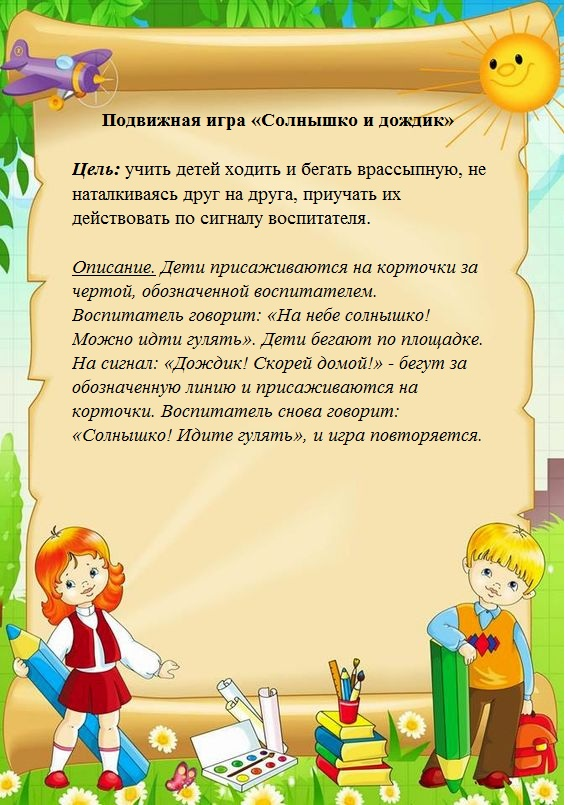 Подвижная игра «Солнышко и дождик»
Цель: учить детей ходить и бегать врассыпную, не
наталкиваясь друг на друга, приучать их
действовать по сигналу воспитателя.
Описание. Дети присаживаются на корточки за
чертой, обозначенной воспитателем.
Воспитатель говорит: «На небе солнышко!
Можно идти гулять». Дети бегают по площадке.
На сигнал: «Дождик! Скорей домой!» - бегут за
обозначенную линию и присаживаются на
корточки. Воспитатель снова говорит:
«Солнышко! Идите гулять», и игра повторяется.